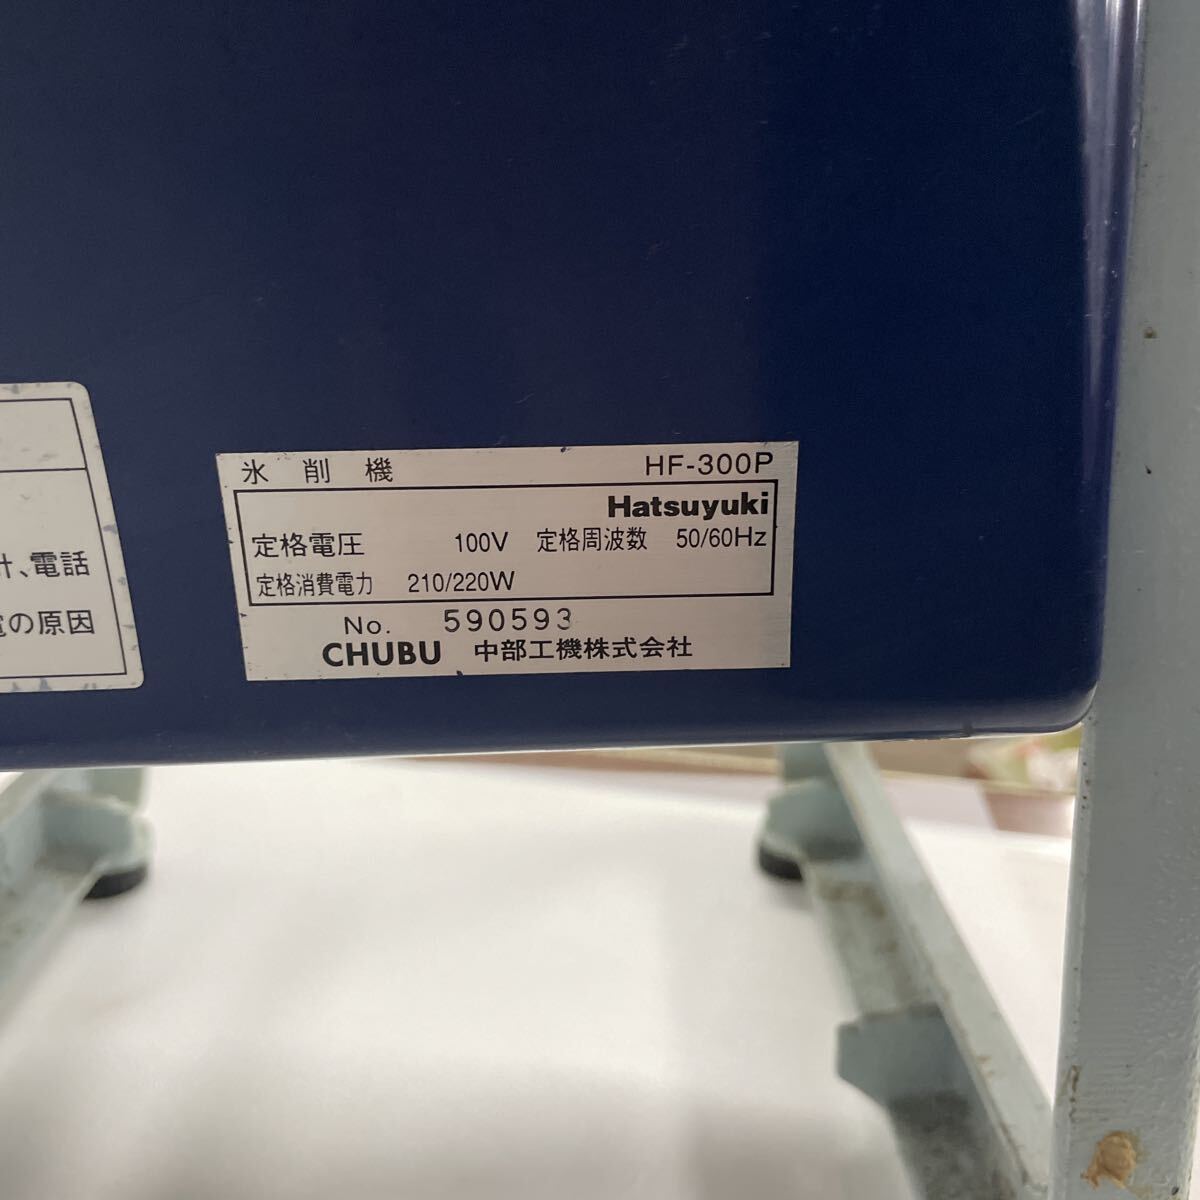 計、電話
電の原因
氷削機 HF-300P
Hatsuyuki
定格電圧 100V 定格周波数 50/60Hz
定格消費電力 210/220W
No. 590593
CHUBU 中部工機株式会社